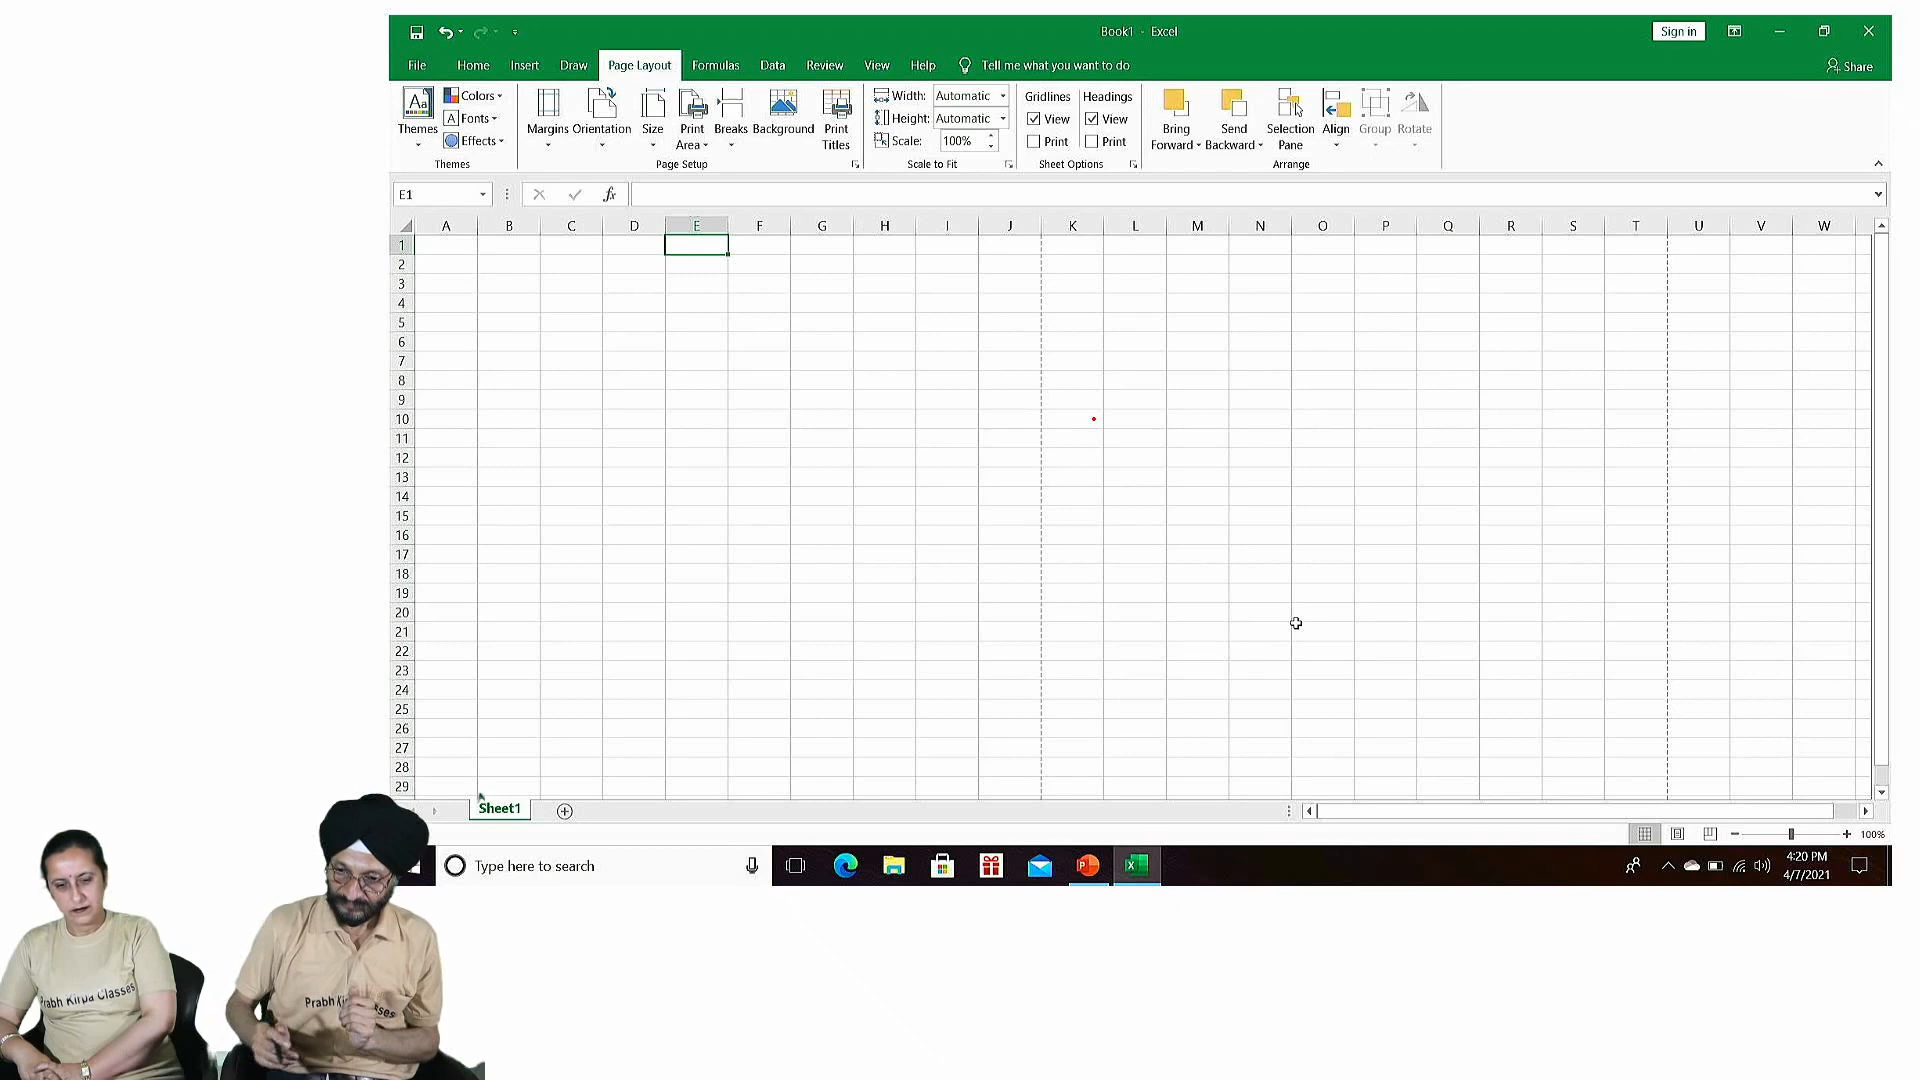 Book1 - Excel
Sign in
File Home Insert Draw Page Layout Formulas Data Review View Help Tell me what you want to do
Share
Aa Colors Width: Automatic Gridlines Headings
A Fonts Height: Automatic View View
Themes Effects Margins Orientation Size Print Area Breaks Background Print Titles Scale: 100% Print Print Bring Forward Send Backward Selection Pane Align Group Rotate
Themes Page Setup Scale to Fit Sheet Options Arrange
E1 fx
A B C D E F G H I J K L M N O P Q R S T U V W
1
2
3
4
5
6
7
8
9
10
11
12
13
14
15
16
17
18
19
20
21
22
23
24
25
26
27
28
29
Sheet1
100%
Type here to search
P X
4:20 PM
4/7/2021
Prabh Kirpa Classes
Prabh